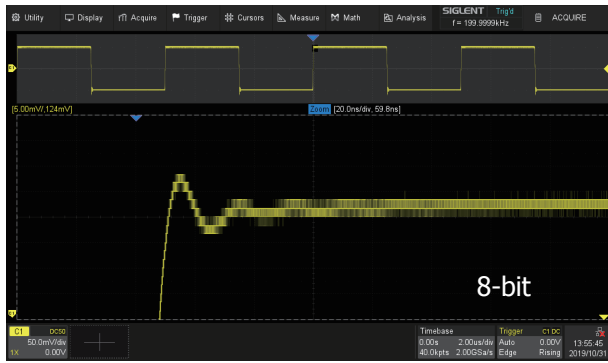 Utility Display Acquire Trigger Cursors Measure Math Analysis SIGLENT Trig'd ACQUIRE
f = 199.9999kHz
C1
[5.00mV/,124mV] Zoom [20.0ns/div, 59.8ns]
8-bit
C1 DC50 Timebase Trigger C1 DC
50.0mV/div 0.00s 2.00us/div Auto 0.00V 13:55:45
1X 0.00V 40.0kpts 2.00GSa/s Edge Rising 2019/10/31